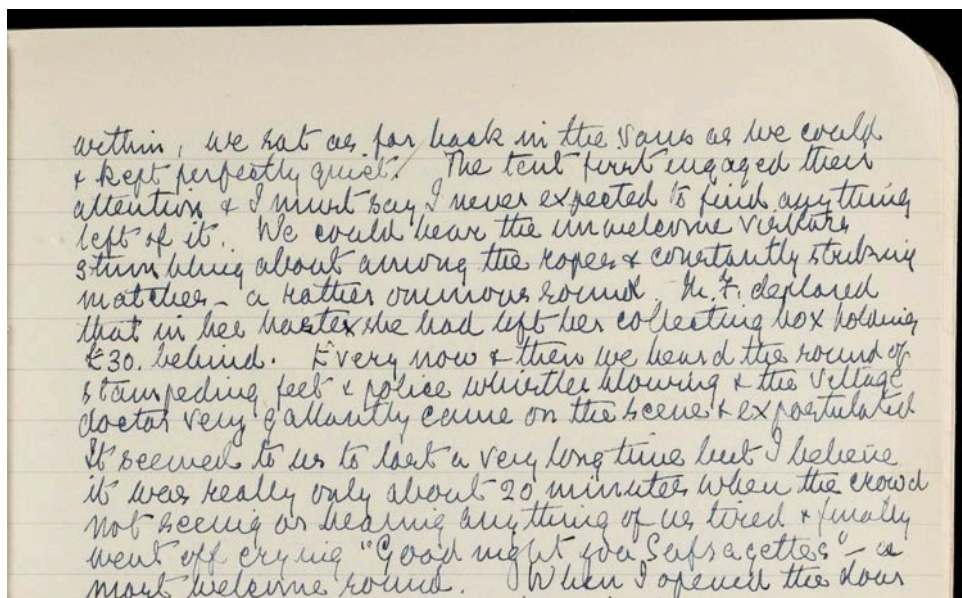 within, we sat as far back in the vans as we could
& kept perfectly quiet. The tent first engaged their
attention & I must say I never expected to find anything
left of it. We could hear the unwelcome visitors
stumbling about among the ropes & constantly striking
matches – a rather ominous sound. M. F. deplored
that in her haste she had left her collecting box holding
£30. behind. Every now & then we heard the sound of
stampeding feet & police whistles blowing & the village
doctor very gallantly came on the scene & expostulated
It seemed to us to last a very long time but I believe
it was really only about 20 minutes when the crowd
not seeing or hearing anything of us tired & finally
went off crying "Good night you Sufragettes" – a
most welcome sound. When I opened the door